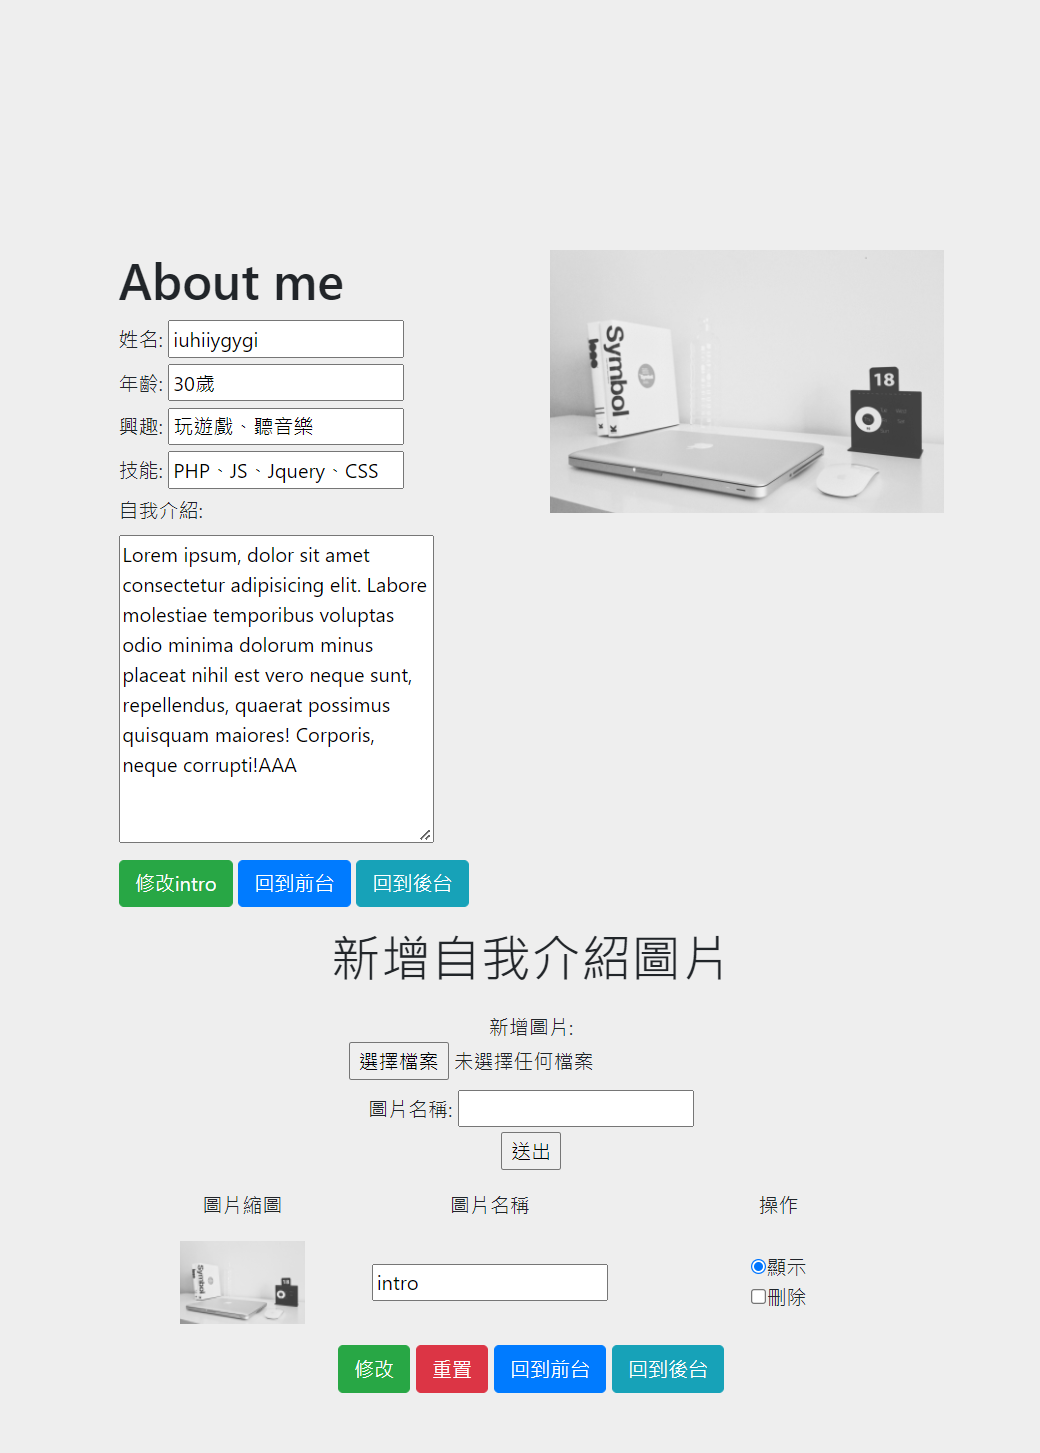 About me
姓名: iuhiiygygi
年齡: 30歲
興趣: 玩遊戲、聽音樂
技能: PHP、JS、Jquery、CSS
自我介紹:
Lorem ipsum, dolor sit amet
consectetur adipisicing elit. Labore
molestiae temporibus voluptas
odio minima dolorum minus
placeat nihil est vero neque sunt,
repellendus, quaerat possimus
quisquam maiores! Corporis,
neque corrupti!AAA
Symbol
18
修改intro 回到前台 回到後台
新增自我介紹圖片
新增圖片:
選擇檔案 未選擇任何檔案
圖片名稱:
送出
圖片縮圖 圖片名稱 操作
Symbol
18
intro
顯示
刪除
修改 重置 回到前台 回到後台